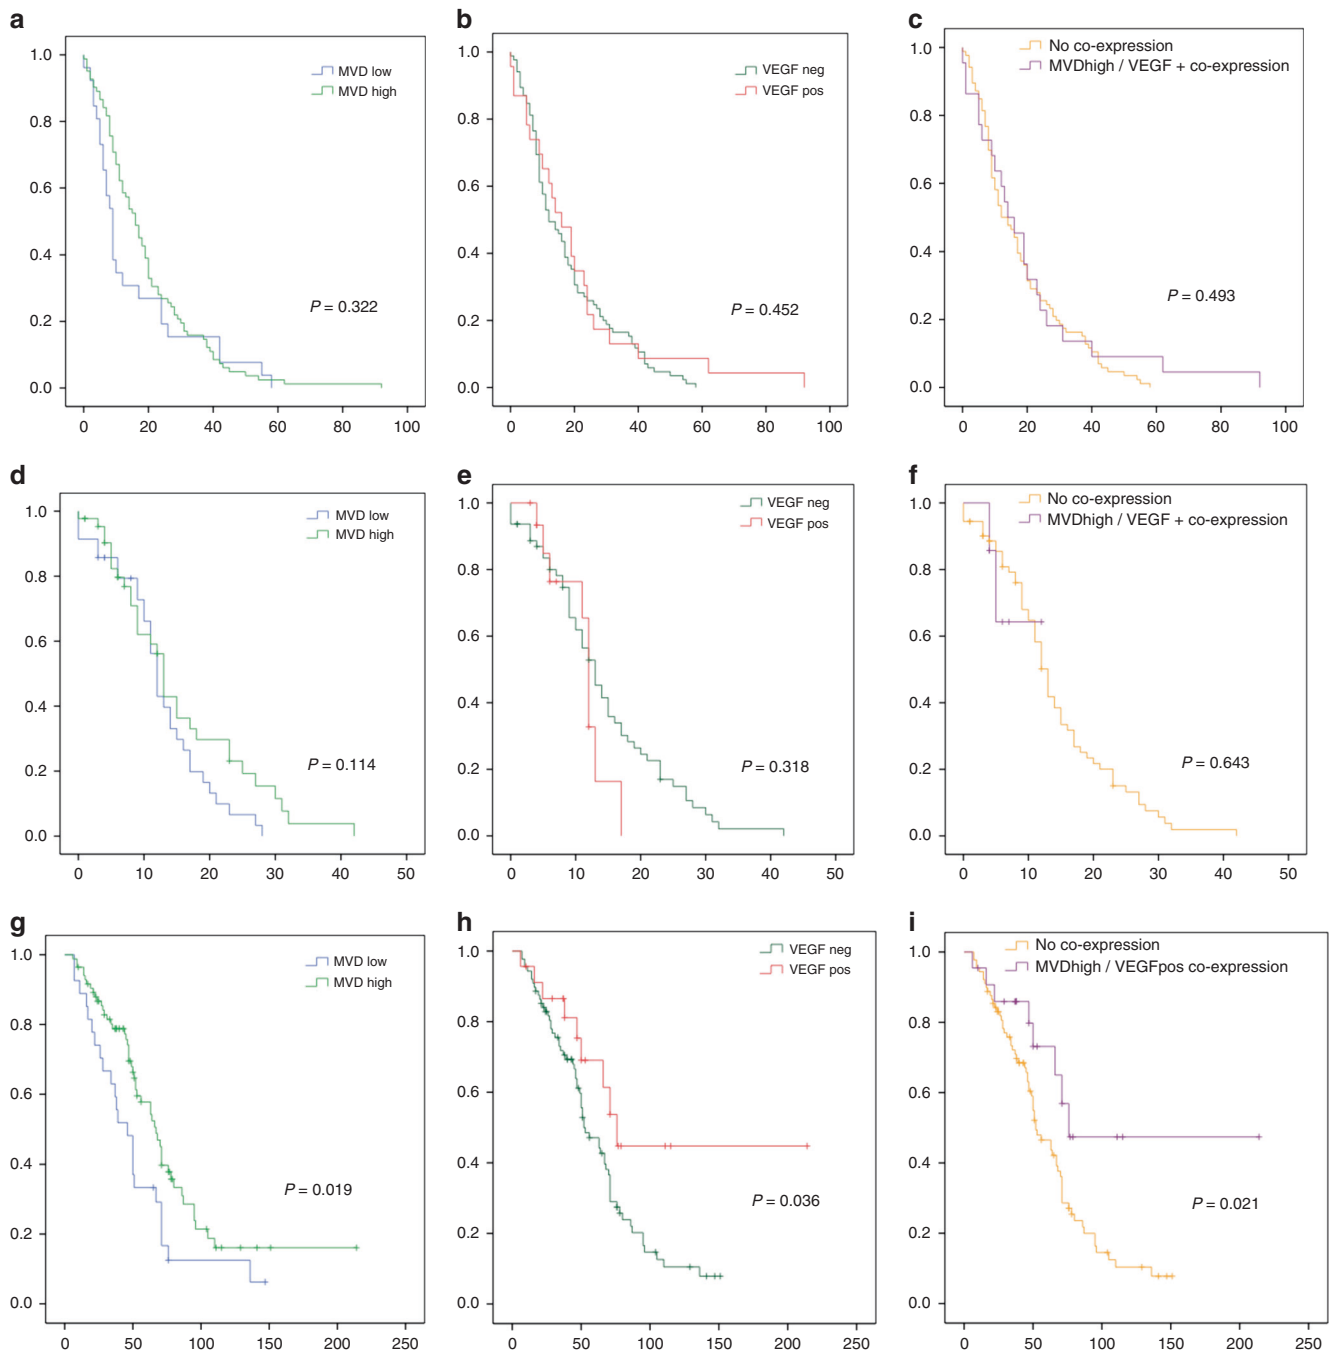 a
1.0
0.8
0.6
0.4
0.2
0.0
MVD low
MVD high
P = 0.322
0 20 40 60 80 100
b
1.0
0.8
0.6
0.4
0.2
0.0
VEGF neg
VEGF pos
P = 0.452
0 20 40 60 80 100
c
1.0
0.8
0.6
0.4
0.2
0.0
No co-expression
MVDhigh / VEGF + co-expression
P = 0.493
0 20 40 60 80 100
d
1.0
0.8
0.6
0.4
0.2
0.0
MVD low
MVD high
P = 0.114
0 10 20 30 40 50
e
1.0
0.8
0.6
0.4
0.2
0.0
VEGF neg
VEGF pos
P = 0.318
0 10 20 30 40 50
f
1.0
0.8
0.6
0.4
0.2
0.0
No co-expression
MVDhigh / VEGF + co-expression
P = 0.643
0 10 20 30 40 50
g
1.0
0.8
0.6
0.4
0.2
0.0
MVD low
MVD high
P = 0.019
0 50 100 150 200 250
h
1.0
0.8
0.6
0.4
0.2
0.0
VEGF neg
VEGF pos
P = 0.036
0 50 100 150 200 250
i
1.0
0.8
0.6
0.4
0.2
0.0
No co-expression
MVDhigh / VEGFpos co-expression
P = 0.021
0 50 100 150 200 250